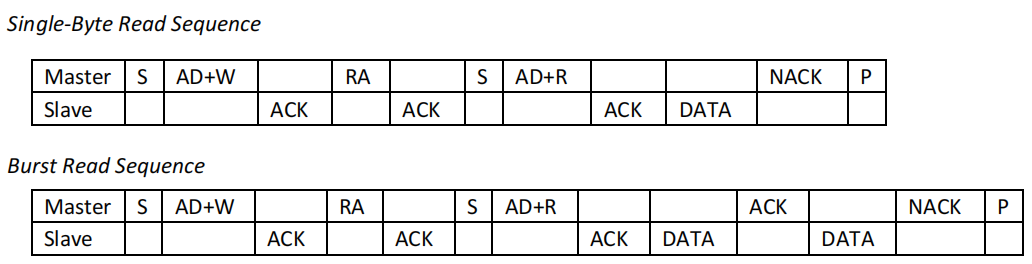 Single-Byte Read Sequence
Master S AD+W RA S AD+R NACK P
Slave ACK ACK ACK DATA
Burst Read Sequence
Master S AD+W RA S AD+R ACK NACK P
Slave ACK ACK ACK DATA DATA